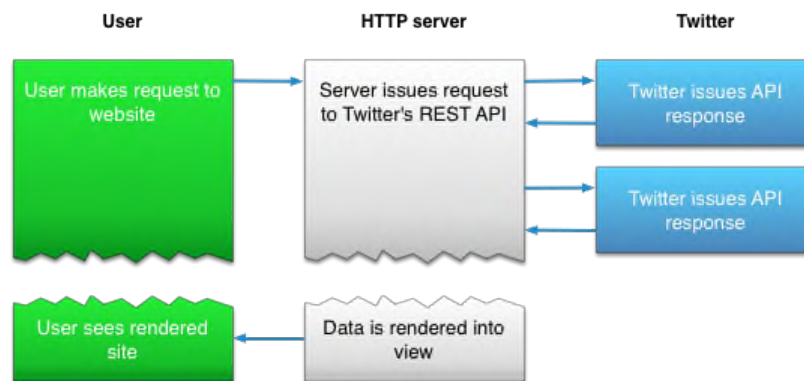 User
HTTP server
Twitter
User makes request to
website
Server issues request
to Twitter's REST API
Twitter issues API
response
Twitter issues API
response
User sees rendered
site
Data is rendered into
view